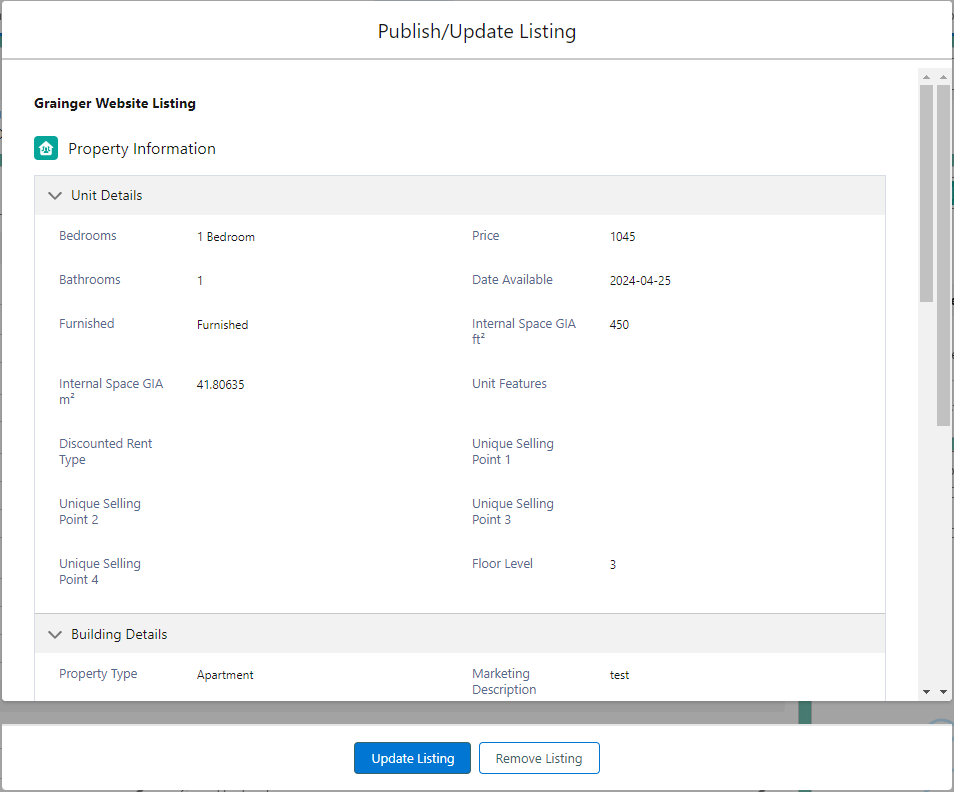 Publish/Update Listing
Grainger Website Listing
Property Information
Unit Details
Bedrooms 1 Bedroom Price 1045
Bathrooms 1 Date Available 2024-04-25
Furnished Furnished Internal Space GIA 450
ft²
Internal Space GIA 41.80635 Unit Features
m²
Discounted Rent Unique Selling
Type Point 1
Unique Selling Unique Selling
Point 2 Point 3
Unique Selling Floor Level 3
Point 4
Building Details
Property Type Apartment Marketing test
Description
Update Listing Remove Listing